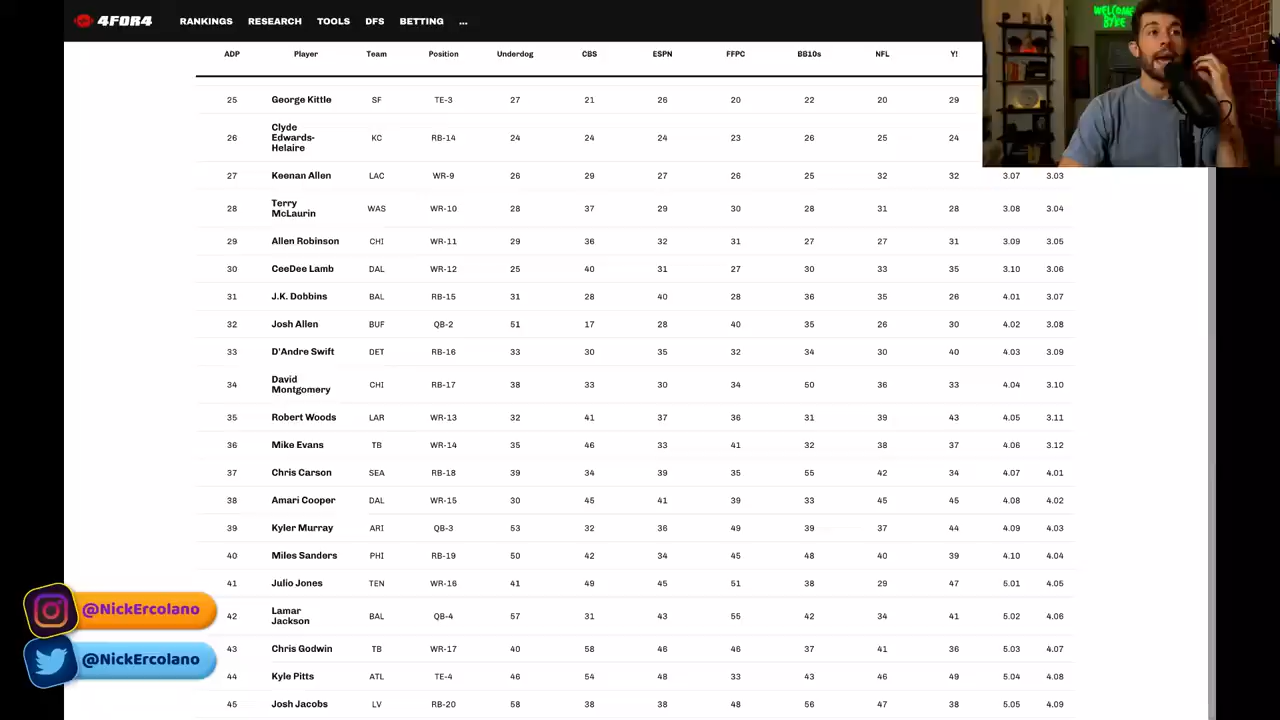 4FOR4 RANKINGS RESEARCH TOOLS DFS BETTING ...
WELCOME
BYKE
ADP Player Team Position Underdog CBS ESPN FFPC BB10s NFL Y!
25 George Kittle SF TE-3 27 21 26 20 22 20 29
26 Clyde Edwards-Helaire KC RB-14 24 24 24 23 26 25 24
27 Keenan Allen LAC WR-9 26 29 27 26 25 32 32 3.07 3.03
28 Terry McLaurin WAS WR-10 28 37 29 30 28 31 28 3.08 3.04
29 Allen Robinson CHI WR-11 29 36 32 31 27 27 31 3.09 3.05
30 CeeDee Lamb DAL WR-12 25 40 31 27 30 33 35 3.10 3.06
31 J.K. Dobbins BAL RB-15 31 28 40 28 36 35 26 4.01 3.07
32 Josh Allen BUF QB-2 51 17 28 40 35 26 30 4.02 3.08
33 D'Andre Swift DET RB-16 33 30 35 32 34 30 40 4.03 3.09
34 David Montgomery CHI RB-17 38 33 30 34 50 36 33 4.04 3.10
35 Robert Woods LAR WR-13 32 41 37 36 31 39 43 4.05 3.11
36 Mike Evans TB WR-14 35 46 33 41 32 38 37 4.06 3.12
37 Chris Carson SEA RB-18 39 34 39 35 55 42 34 4.07 4.01
38 Amari Cooper DAL WR-15 30 45 41 39 33 45 45 4.08 4.02
39 Kyler Murray ARI QB-3 53 32 36 49 39 37 44 4.09 4.03
40 Miles Sanders PHI RB-19 50 42 34 45 48 40 39 4.10 4.04
41 Julio Jones TEN WR-16 41 49 45 51 38 29 47 5.01 4.05
42 Lamar Jackson BAL QB-4 57 31 43 55 42 34 41 5.02 4.06
43 Chris Godwin TB WR-17 40 58 46 46 37 41 36 5.03 4.07
44 Kyle Pitts ATL TE-4 46 54 48 33 43 46 49 5.04 4.08
45 Josh Jacobs LV RB-20 58 38 38 48 56 47 38 5.05 4.09
@NickErcolano
@NickErcolano